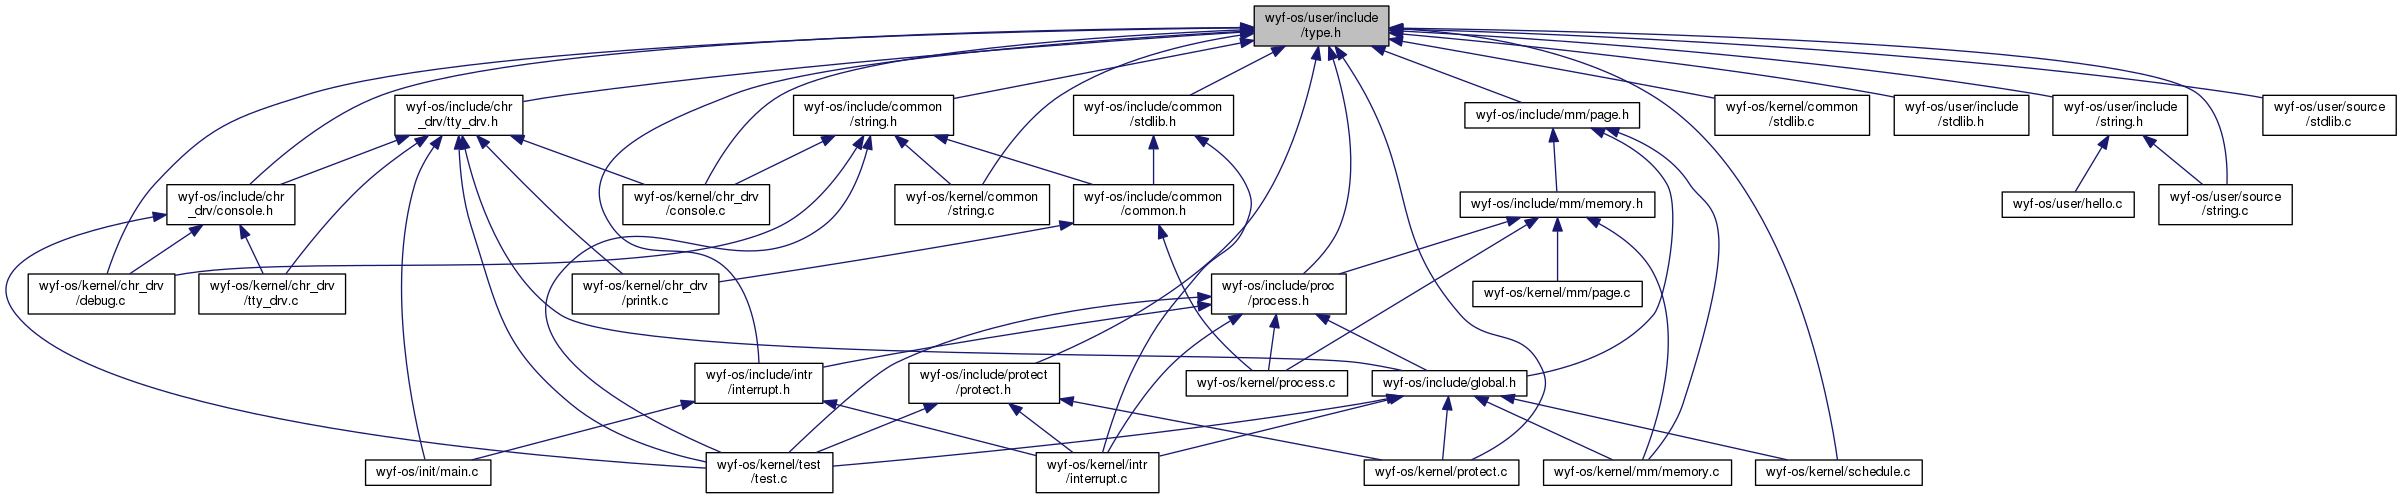 wyf-os/user/include
/type.h
wyf-os/include/chr
_drv/tty_drv.h
wyf-os/include/common
/string.h
wyf-os/include/common
/stdlib.h
wyf-os/include/mm/page.h
wyf-os/kernel/common
/stdlib.c
wyf-os/user/include
/stdlib.h
wyf-os/user/include
/string.h
wyf-os/user/source
/stdlib.c
wyf-os/include/chr
_drv/console.h
wyf-os/kernel/chr_drv
/console.c
wyf-os/kernel/common
/string.c
wyf-os/include/common
/common.h
wyf-os/include/mm/memory.h
wyf-os/user/hello.c
wyf-os/user/source
/string.c
wyf-os/kernel/chr_drv
/debug.c
wyf-os/kernel/chr_drv
/tty_drv.c
wyf-os/kernel/chr_drv
/printk.c
wyf-os/include/proc
/process.h
wyf-os/kernel/mm/page.c
wyf-os/include/intr
/interrupt.h
wyf-os/include/protect
/protect.h
wyf-os/kernel/process.c
wyf-os/include/global.h
wyf-os/init/main.c
wyf-os/kernel/test
/test.c
wyf-os/kernel/intr
/interrupt.c
wyf-os/kernel/protect.c
wyf-os/kernel/mm/memory.c
wyf-os/kernel/schedule.c